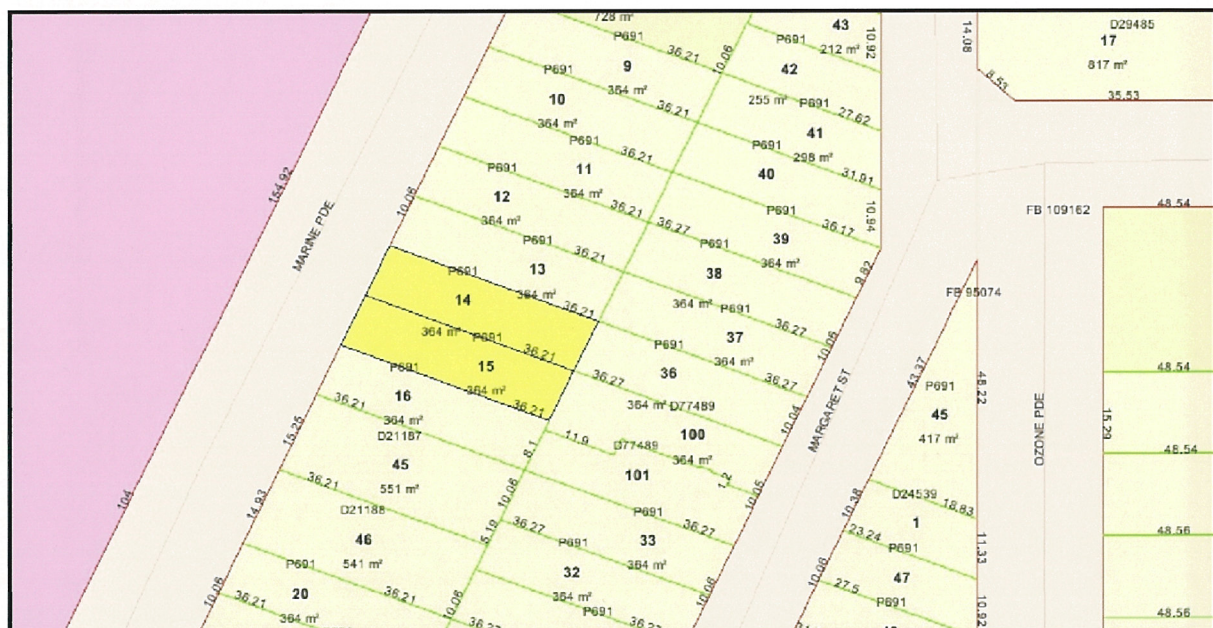 728 m²
P691
9
364 m²
36,21
10.06
P691
43
212 m²
10.92
42
255 m²
P691
27.62
41
298 m²
14.08
D29485
17
817 m²
8.53
35.53
P691
10
364 m²
36,21
P691
11
364 m²
36,21
P691
40
31.91
P691
12
364 m²
36,21
10.06
154.92
MARINE PDE
P691
39
364 m²
36.17
10.94
FB 109162
48.54
P691
13
364 m²
36,21
P691
38
364 m²
36,27
9.82
FB 95074
P691
14
364 m²
36,21
P691
37
364 m²
36,27
10.06
P691
15
364 m²
36,21
P691
36
364 m²
36,27
36,27
10.04
MARGARET ST
43.37
48.22
48.54
P691
16
364 m²
36,21
D77489
100
364 m²
P691
45
417 m²
OZONE PDE
15.29
48.54
15.25
D21187
45
551 m²
36,21
8.1
11.9
D77489
101
1.2
10.05
104
14.93
D21188
46
541 m²
10.06
5.19
36,27
P691
33
364 m²
36,27
10.38
D24539
1
18.83
23.24
11.33
48.56
P691
20
364 m²
36,21
36,21
10.06
10.06
P691
32
364 m²
10.06
P691
36,27
36,27
10.06
P691
47
27.5
10.92
P691
48.56